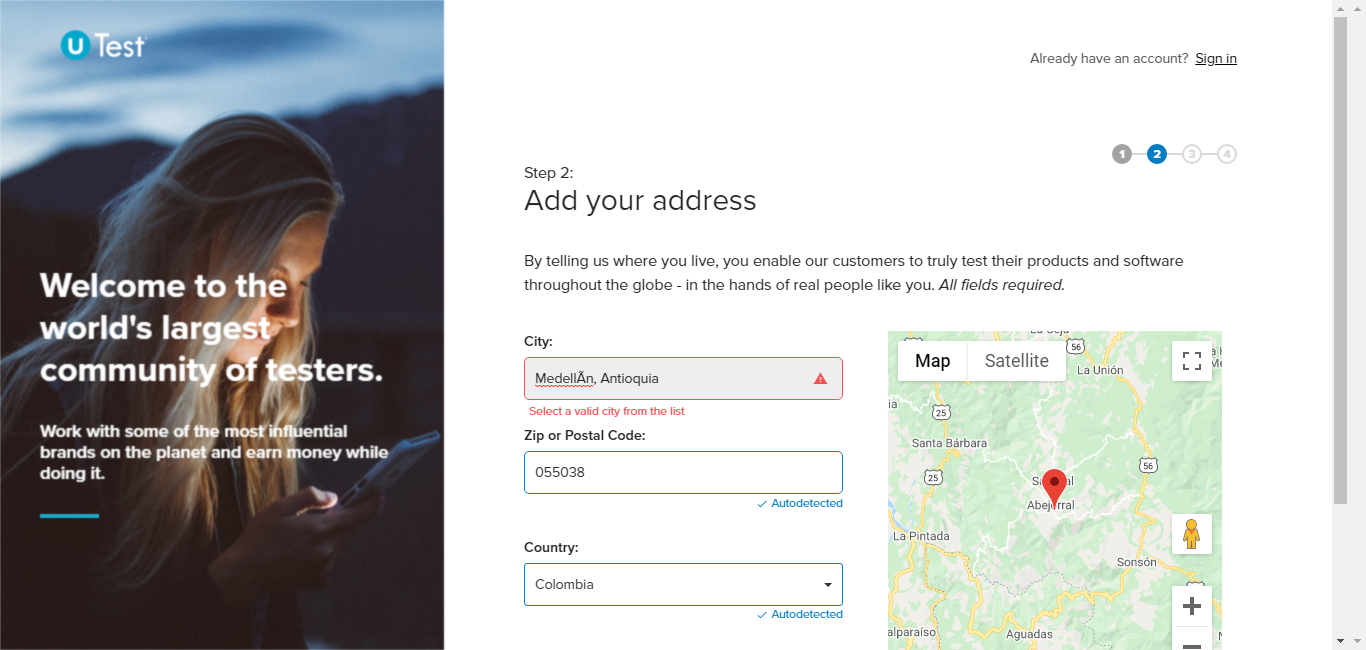 U Test
Already have an account? Sign in
1 2 3 4
Step 2:
Add your address
By telling us where you live, you enable our customers to truly test their products and software
throughout the globe - in the hands of real people like you. All fields required.
Welcome to the
world's largest
community of testers.
Work with some of the most influential
brands on the planet and earn money while
doing it.
City:
MedellÃn, Antioquia
Select a valid city from the list
Zip or Postal Code:
055038
Autodetected
Country:
Colombia
Autodetected
Map Satellite
56
La Unión
25
Santa Bárbara
56
25
Abejorral
La Pintada
Sonsón
Aguadas